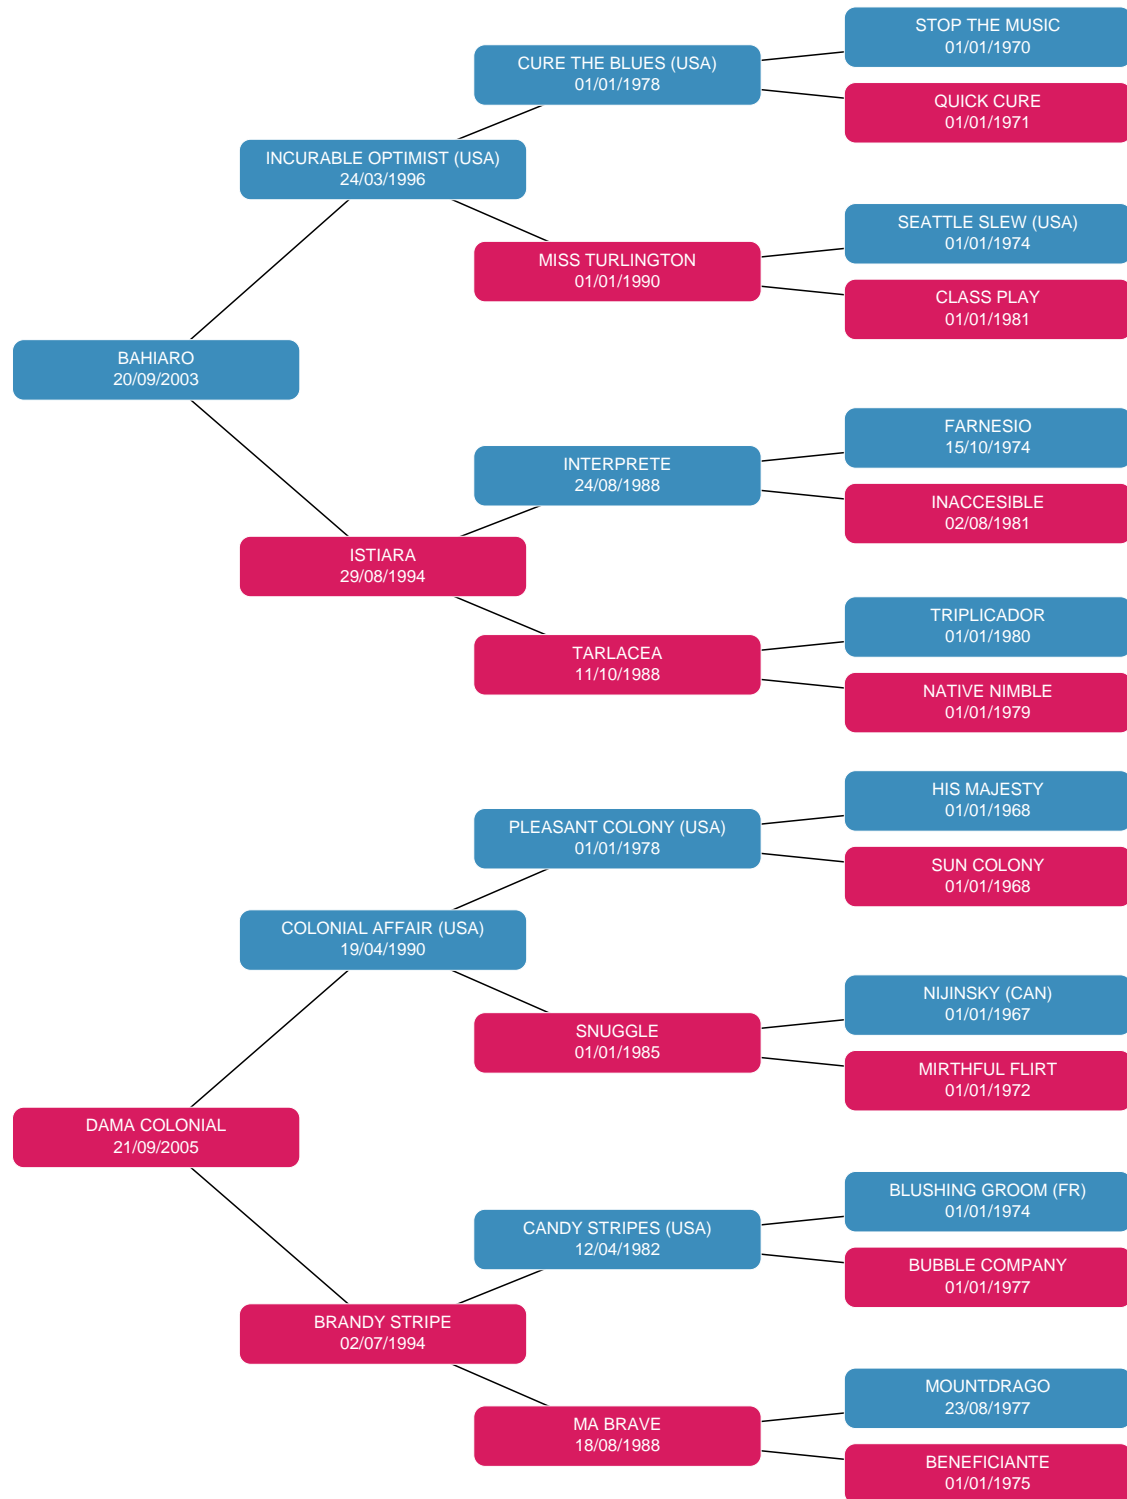 STOP THE MUSIC
01/01/1970
CURE THE BLUES (USA)
01/01/1978
QUICK CURE
01/01/1971
INCURABLE OPTIMIST (USA)
24/03/1996
SEATTLE SLEW (USA)
01/01/1974
MISS TURLINGTON
01/01/1990
CLASS PLAY
01/01/1981
BAHIARO
20/09/2003
FARNESIO
15/10/1974
INTERPRETE
24/08/1988
INACCESIBLE
02/08/1981
ISTIARA
29/08/1994
TRIPLICADOR
01/01/1980
TARLACEA
11/10/1988
NATIVE NIMBLE
01/01/1979
HIS MAJESTY
01/01/1968
PLEASANT COLONY (USA)
01/01/1978
SUN COLONY
01/01/1968
COLONIAL AFFAIR (USA)
19/04/1990
NIJINSKY (CAN)
01/01/1967
SNUGGLE
01/01/1985
MIRTHFUL FLIRT
01/01/1972
DAMA COLONIAL
21/09/2005
BLUSHING GROOM (FR)
01/01/1974
CANDY STRIPES (USA)
12/04/1982
BUBBLE COMPANY
01/01/1977
BRANDY STRIPE
02/07/1994
MOUNTDRAGO
23/08/1977
MA BRAVE
18/08/1988
BENEFICIANTE
01/01/1975